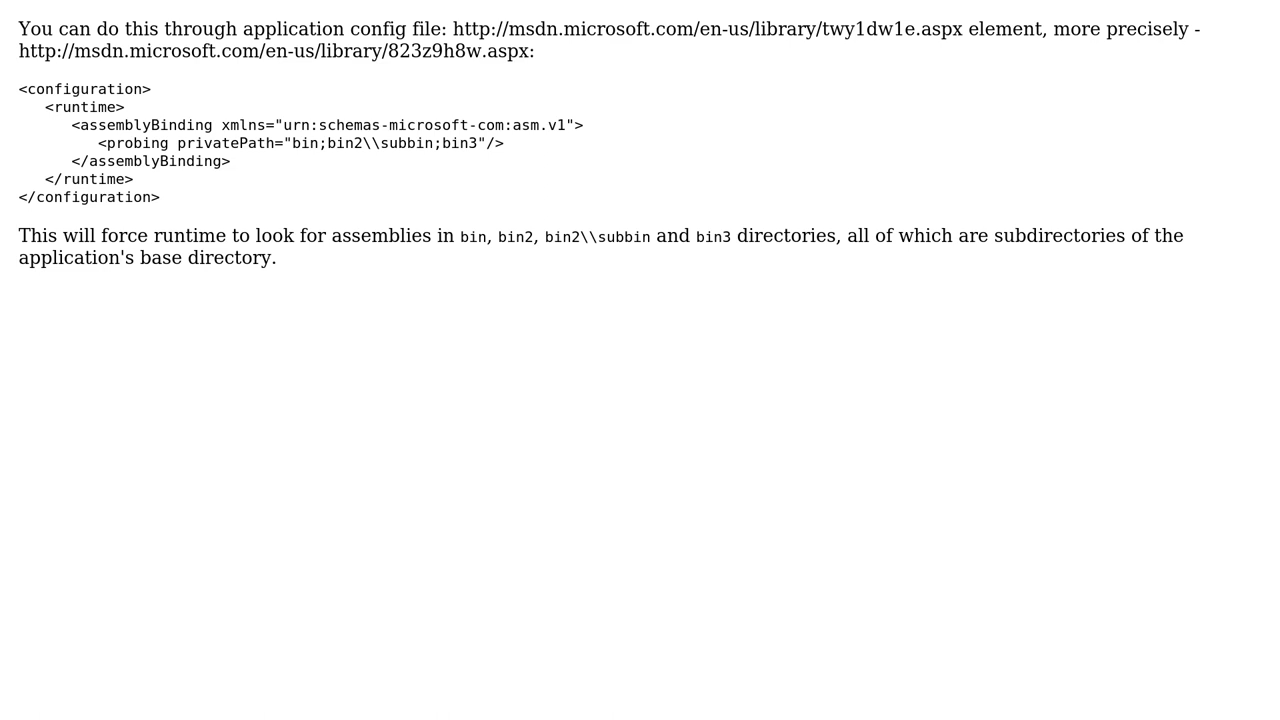 You can do this through application config file: http://msdn.microsoft.com/en-us/library/twy1dw1e.aspx element, more precisely -
http://msdn.microsoft.com/en-us/library/823z9h8w.aspx:
<configuration>
   <runtime>
      <assemblyBinding xmlns="urn:schemas-microsoft-com:asm.v1">
         <probing privatePath="bin;bin2\\subbin;bin3"/>
      </assemblyBinding>
   </runtime>
</configuration>
This will force runtime to look for assemblies in bin, bin2, bin2\\subbin and bin3 directories, all of which are subdirectories of the
application's base directory.